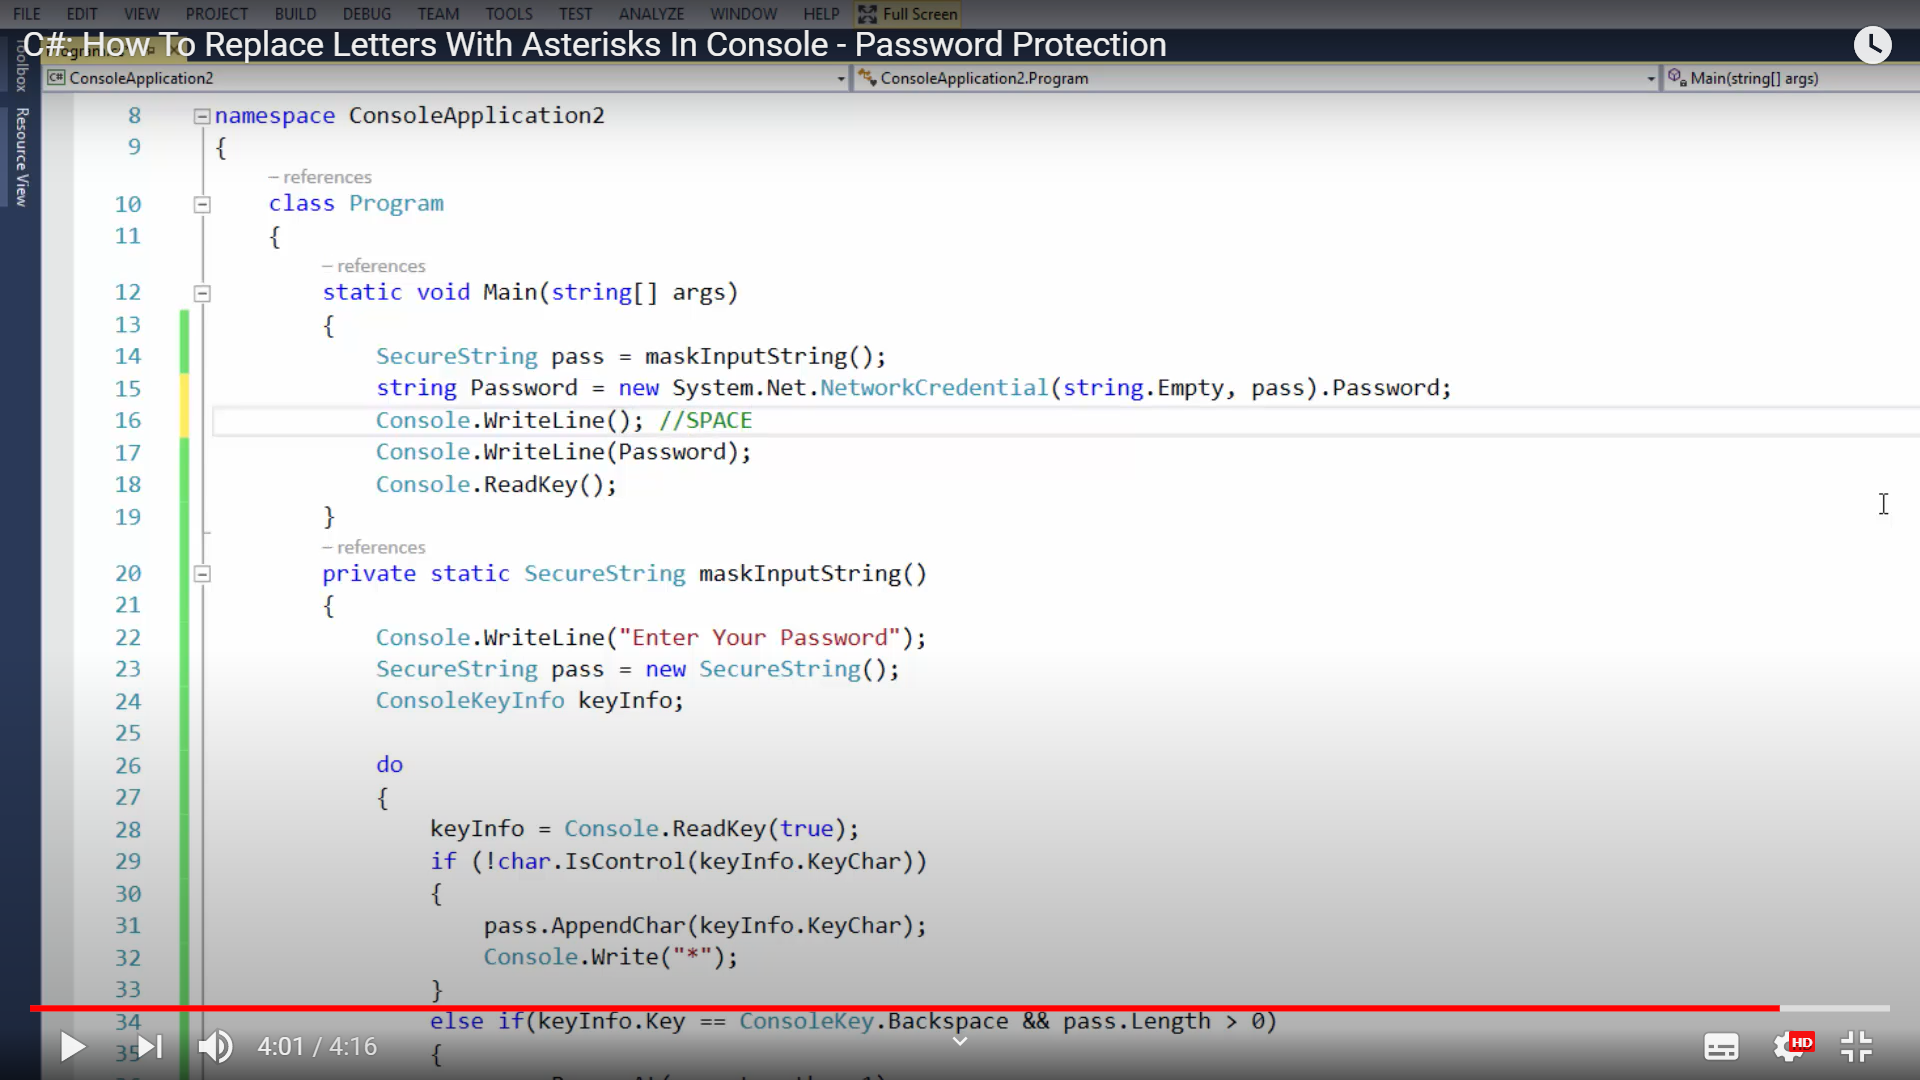 FILE EDIT VIEW PROJECT BUILD DEBUG TEAM TOOLS TEST ANALYZE WINDOW HELP Full Screen
C#: How To Replace Letters With Asterisks In Console - Password Protection
Toolbox
Resource View
C# ConsoleApplication2 ConsoleApplication2.Program Main(string[] args)
8 namespace ConsoleApplication2
9 {
– references
10 class Program
11 {
– references
12 static void Main(string[] args)
13 {
14 SecureString pass = maskInputString();
15 string Password = new System.Net.NetworkCredential(string.Empty, pass).Password;
16 Console.WriteLine(); //SPACE
17 Console.WriteLine(Password);
18 Console.ReadKey();
19 }
– references
20 private static SecureString maskInputString()
21 {
22 Console.WriteLine("Enter Your Password");
23 SecureString pass = new SecureString();
24 ConsoleKeyInfo keyInfo;
25
26 do
27 {
28 keyInfo = Console.ReadKey(true);
29 if (!char.IsControl(keyInfo.KeyChar))
30 {
31 pass.AppendChar(keyInfo.KeyChar);
32 Console.Write("*");
33 }
34 else if(keyInfo.Key == ConsoleKey.Backspace && pass.Length > 0)
35 {
4:01 / 4:16
HD